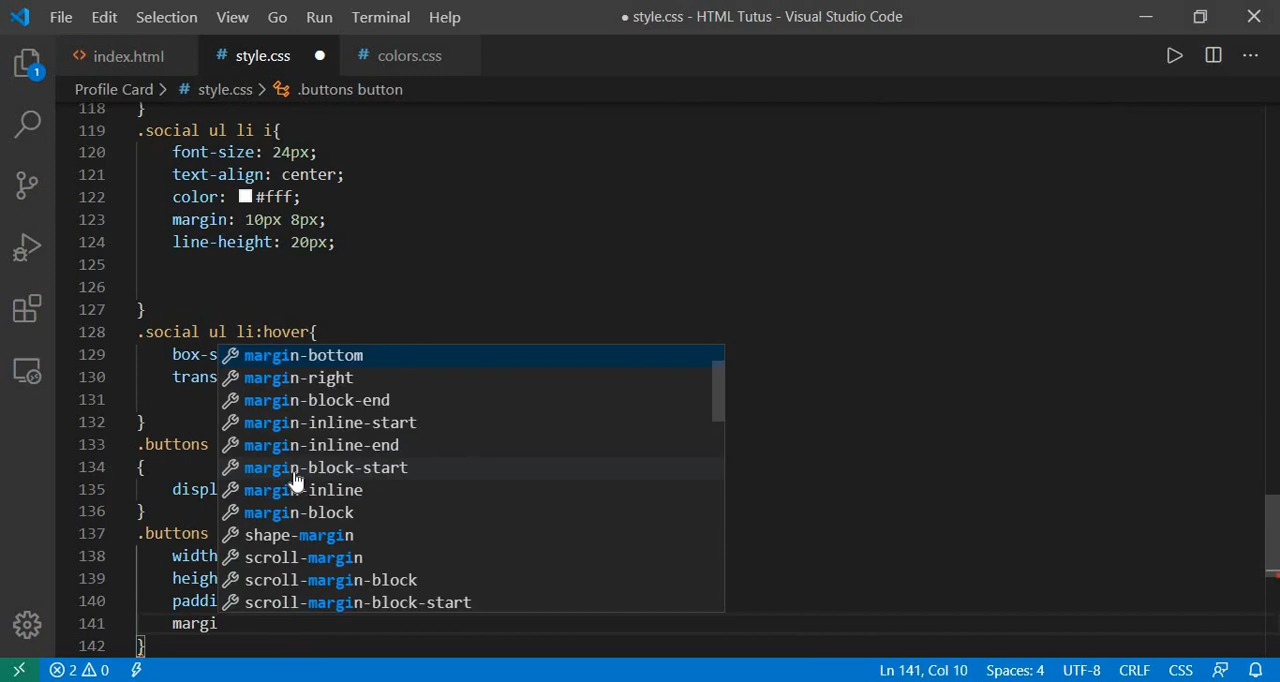 File Edit Selection View Go Run Terminal Help ● style.css - HTML Tutus - Visual Studio Code
<> index.html # style.css ● # colors.css
Profile Card > # style.css > .buttons button
118 }
119 .social ul li i{
120 font-size: 24px;
121 text-align: center;
122 color: #fff;
123 margin: 10px 8px;
124 line-height: 20px;
125
126
127 }
128 .social ul li:hover{
129 box-s margin-bottom
130 trans margin-right
131 margin-block-end
132 } margin-inline-start
133 .buttons margin-inline-end
134 { margin-block-start
135 displ margin-inline
136 } margin-block
137 .buttons shape-margin
138 width scroll-margin
139 heigh scroll-margin-block
140 paddi scroll-margin-block-start
141 margi
142 }
1
2 0 Ln 141, Col 10 Spaces: 4 UTF-8 CRLF CSS